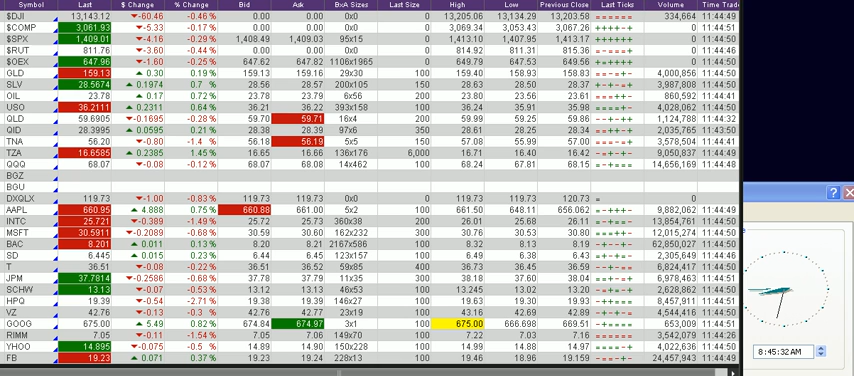 Symbol Last $ Change % Change Bid Ask BxA Sizes Last Size High Low Previous Close Last Ticks Volume Time Trade
$DJI 13,143.12 -60.46 -0.46 % 0.00 0.00 0x0 0 13,205.06 13,134.29 13,203.58 ====== 334,664 11:44:49
$COMP 3,061.93 -5.33 -0.17 % 0.00 0.00 0x0 0 3,069.34 3,053.43 3,067.26 0 11:44:51
$SPX 1,409.01 -4.16 -0.29 % 1,408.49 1,409.03 95x15 0 1,413.10 1,407.95 1,413.17 ++++++ 0 11:44:50
$RUT 811.76 -3.60 -0.44 % 0.00 0.00 0x0 0 814.92 811.31 815.36 0 11:44:46
$OEX 647.96 -1.60 -0.25 % 647.62 647.82 1106x1965 0 649.79 647.53 649.56 0 11:44:50
GLD 159.13 0.30 0.19 % 159.13 159.16 29x30 100 159.40 158.93 158.83 4,000,856 11:44:50
SLV 28.5674 0.1974 0.7 % 28.56 28.57 200x105 150 28.63 28.50 28.37 3,987,808 11:44:50
OIL 23.78 0.17 0.72 % 23.78 23.79 6x56 200 23.80 23.56 23.61 860,592 11:44:41
USO 36.2111 0.2311 0.64 % 36.21 36.22 393x158 100 36.24 35.91 35.98 4,028,062 11:44:50
QLD 59.6905 -0.1695 -0.28 % 59.70 59.71 16x4 200 59.99 59.25 59.86 1,124,788 11:44:32
QID 28.3995 0.0595 0.21 % 28.38 28.39 97x6 350 28.61 28.25 28.34 2,035,765 11:43:50
TNA 56.20 -0.80 -1.4 % 56.18 56.19 5x5 100 57.08 55.99 57.00 3,578,504 11:44:41
TZA 16.6585 0.2385 1.45 % 16.65 16.66 136x176 6,000 16.71 16.40 16.42 9,050,837 11:44:49
QQQ 68.07 -0.08 -0.12 % 68.07 68.08 14x462 100 68.24 67.81 68.15 14,656,169 11:44:48
BGZ
BGU
DXQLX 119.73 -1.00 -0.83 % 119.73 119.73 0x0 0 119.73 119.73 120.73 = 0
AAPL 660.95 4.888 0.75 % 660.88 661.00 5x2 100 661.50 648.11 656.062 9,882,062 11:44:49
INTC 25.721 -0.389 -1.49 % 25.72 25.73 360x38 200 26.01 25.68 26.11 13,854,761 11:44:50
MSFT 30.5911 -0.2089 -0.68 % 30.59 30.60 162x232 300 30.76 30.53 30.80 12,015,274 11:44:50
BAC 8.201 0.011 0.13 % 8.20 8.21 2167x586 100 8.32 8.13 8.19 62,850,027 11:44:50
SD 6.445 0.015 0.23 % 6.44 6.45 123x157 100 6.49 6.38 6.43 2,305,649 11:44:46
T 36.51 -0.08 -0.22 % 36.51 36.52 59x85 400 36.73 36.45 36.59 6,824,417 11:44:50
JPM 37.7814 -0.2586 -0.68 % 37.78 37.79 11x35 300 38.18 37.60 38.04 6,978,463 11:44:51
SCHW 13.13 -0.07 -0.53 % 13.12 13.13 46x53 100 13.245 13.02 13.20 2,628,862 11:44:50
HPQ 19.39 -0.54 -2.71 % 19.38 19.39 146x27 100 19.63 19.30 19.93 8,457,911 11:44:51
VZ 42.76 -0.13 -0.3 % 42.76 42.77 23x19 100 43.16 42.69 42.89 4,544,416 11:44:50
GOOG 675.00 5.49 0.82 % 674.84 674.97 3x1 100 675.00 666.698 669.51 653,009 11:44:51
RIMM 7.05 -0.11 -1.54 % 7.05 7.06 149x70 100 7.22 7.03 7.16 3,542,079 11:44:26
YHOO 14.895 -0.075 -0.5 % 14.89 14.90 150x228 100 14.99 14.88 14.97 4,022,636 11:44:50
FB 19.23 0.071 0.37 % 19.23 19.24 228x13 100 19.46 18.96 19.159 24,457,943 11:44:49
8:45:32 AM